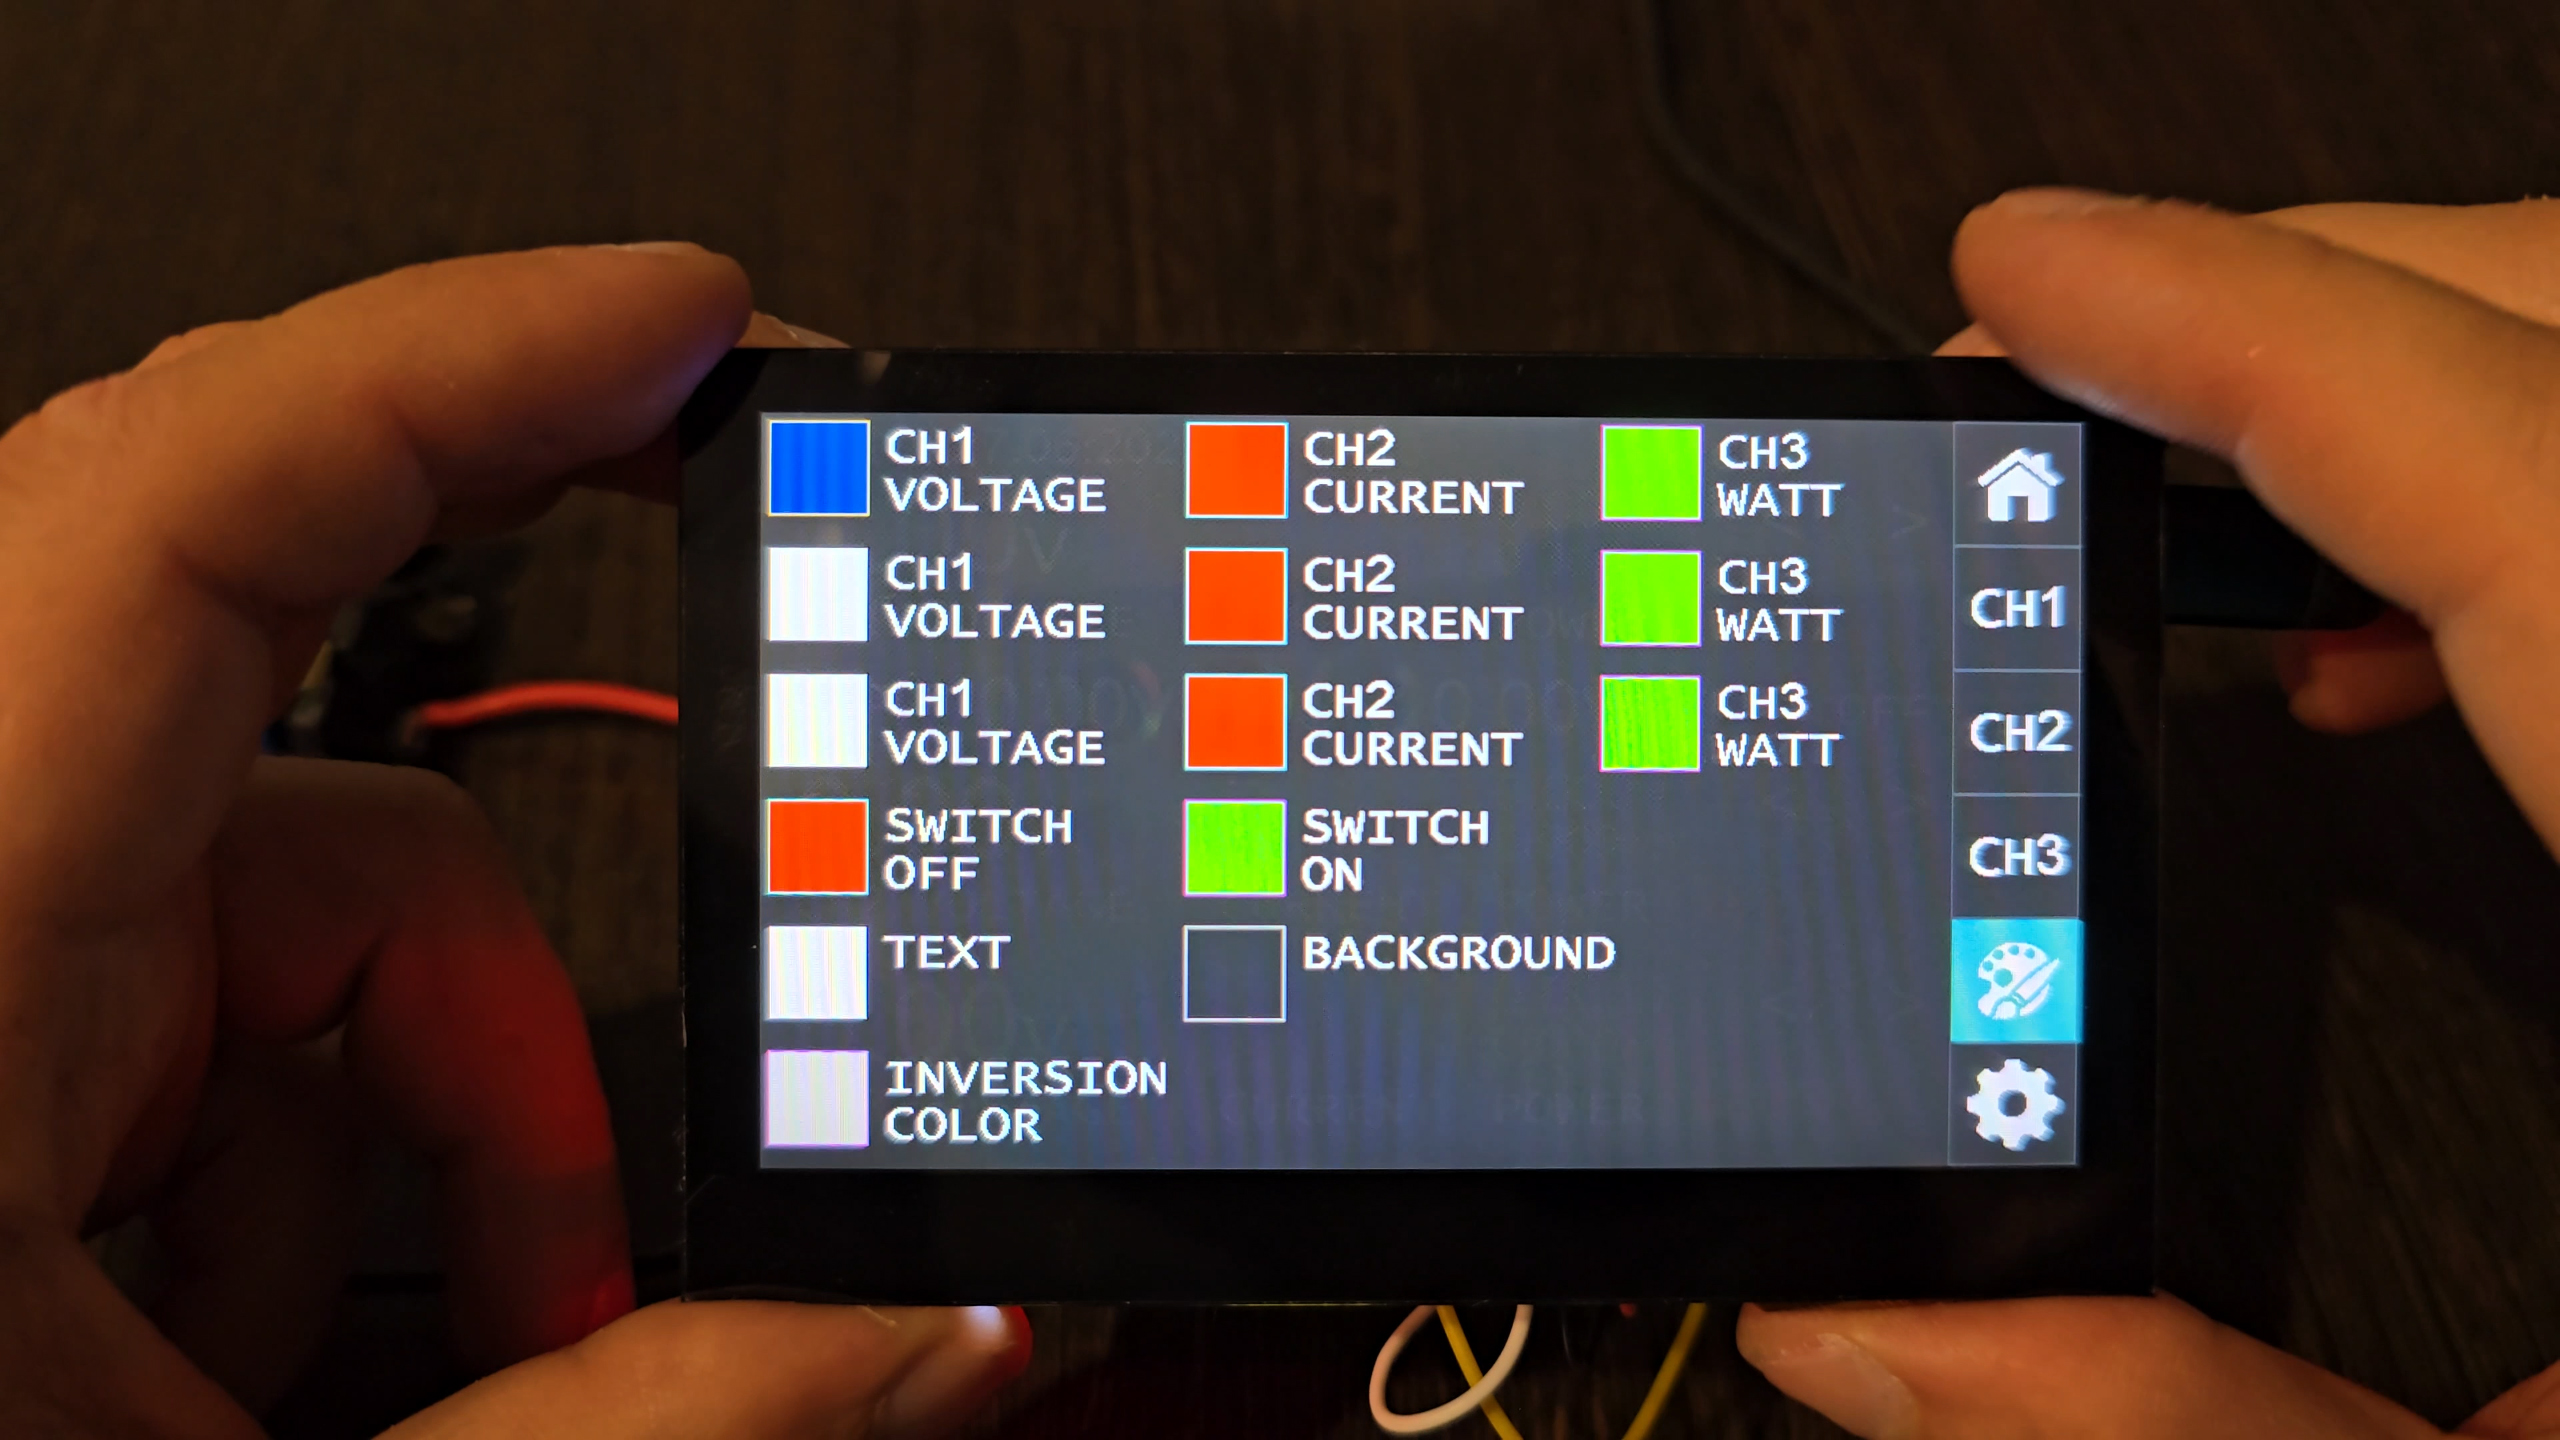 CH1
VOLTAGE
CH2
CURRENT
CH3
WATT
CH1
VOLTAGE
CH2
CURRENT
CH3
WATT
CH1
VOLTAGE
CH2
CURRENT
CH3
WATT
SWITCH
OFF
SWITCH
ON
TEXT
BACKGROUND
INVERSION
COLOR
CH1
CH2
CH3